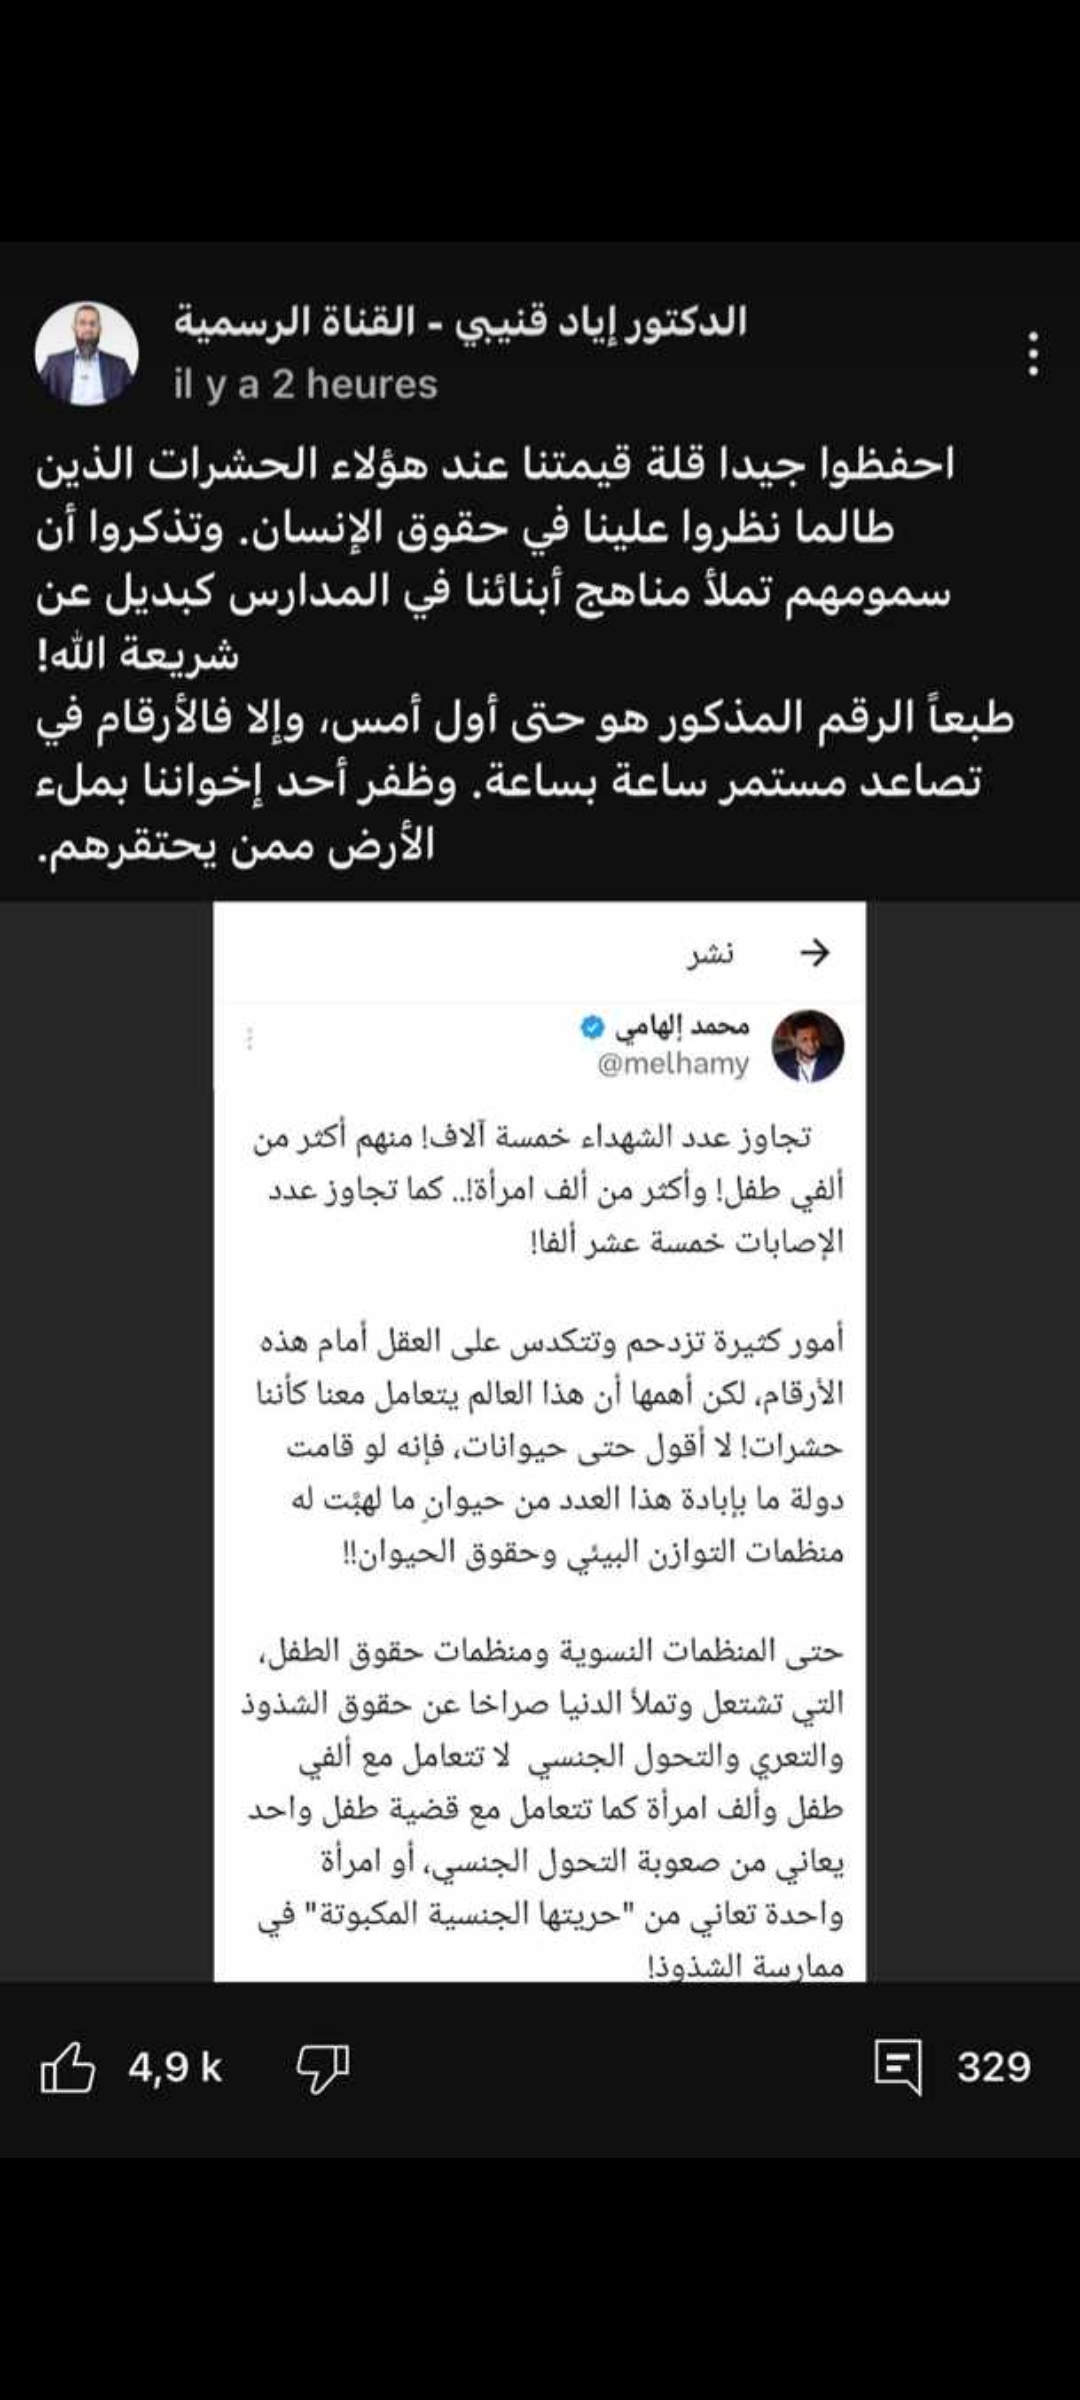 الدكتور إياد قنيبي - القناة الرسمية
il y a 2 heures
احفظوا جيدا قلة قيمتنا عند هؤلاء الحشرات الذين
طالما نظروا علينا في حقوق الإنسان. وتذكروا أن
سمومهم تملأ مناهج أبنائنا في المدارس كبديل عن
شريعة الله!
طبعاً الرقم المذكور هو حتى أول أمس، وإلا فالأرقام في
تصاعد مستمر ساعة بساعة. وظفر أحد إخواننا بملء
الأرض ممن يحتقرهم.
نشر
محمد إلهامي
@melhamy
تجاوز عدد الشهداء خمسة آلاف! منهم أكثر من
ألفي طفل! وأكثر من ألف امرأة!.. كما تجاوز عدد
الإصابات خمسة عشر ألفا!
أمور كثيرة تزدحم وتتكدس على العقل أمام هذه
الأرقام، لكن أهمها أن هذا العالم يتعامل معنا كأننا
حشرات! لا أقول حتى حيوانات، فإنه لو قامت
دولة ما بإبادة هذا العدد من حيوانٍ ما لهبَّت له
منظمات التوازن البيئي وحقوق الحيوان!!
حتى المنظمات النسوية ومنظمات حقوق الطفل،
التي تشتعل وتملأ الدنيا صراخا عن حقوق الشذوذ
والتعري والتحول الجنسي لا تتعامل مع ألفي
طفل وألف امرأة كما تتعامل مع قضية طفل واحد
يعاني من صعوبة التحول الجنسي، أو امرأة
واحدة تعاني من "حريتها الجنسية المكبوتة" في
ممارسة الشذوذ!
4,9 k
329